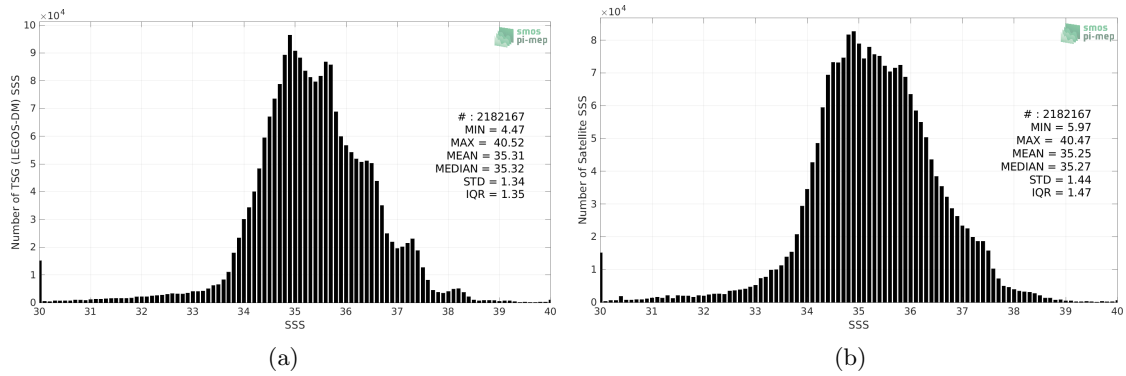 ×10⁴
10
9
8
7
6
5
4
3
2
1
0
Number of TSG (LEGOS-DM) SSS
30 31 32 33 34 35 36 37 38 39 40
SSS
smos
pi-mep
# : 2182167
MIN = 4.47
MAX = 40.52
MEAN = 35.31
MEDIAN = 35.32
STD = 1.34
IQR = 1.35
(a)
×10⁴
8
7
6
5
4
3
2
1
0
Number of Satellite SSS
30 31 32 33 34 35 36 37 38 39 40
SSS
smos
pi-mep
# : 2182167
MIN = 5.97
MAX = 40.47
MEAN = 35.25
MEDIAN = 35.27
STD = 1.44
IQR = 1.47
(b)